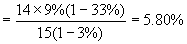 = 14×9%(1−33%) / 15(1−3%) = 5.80%